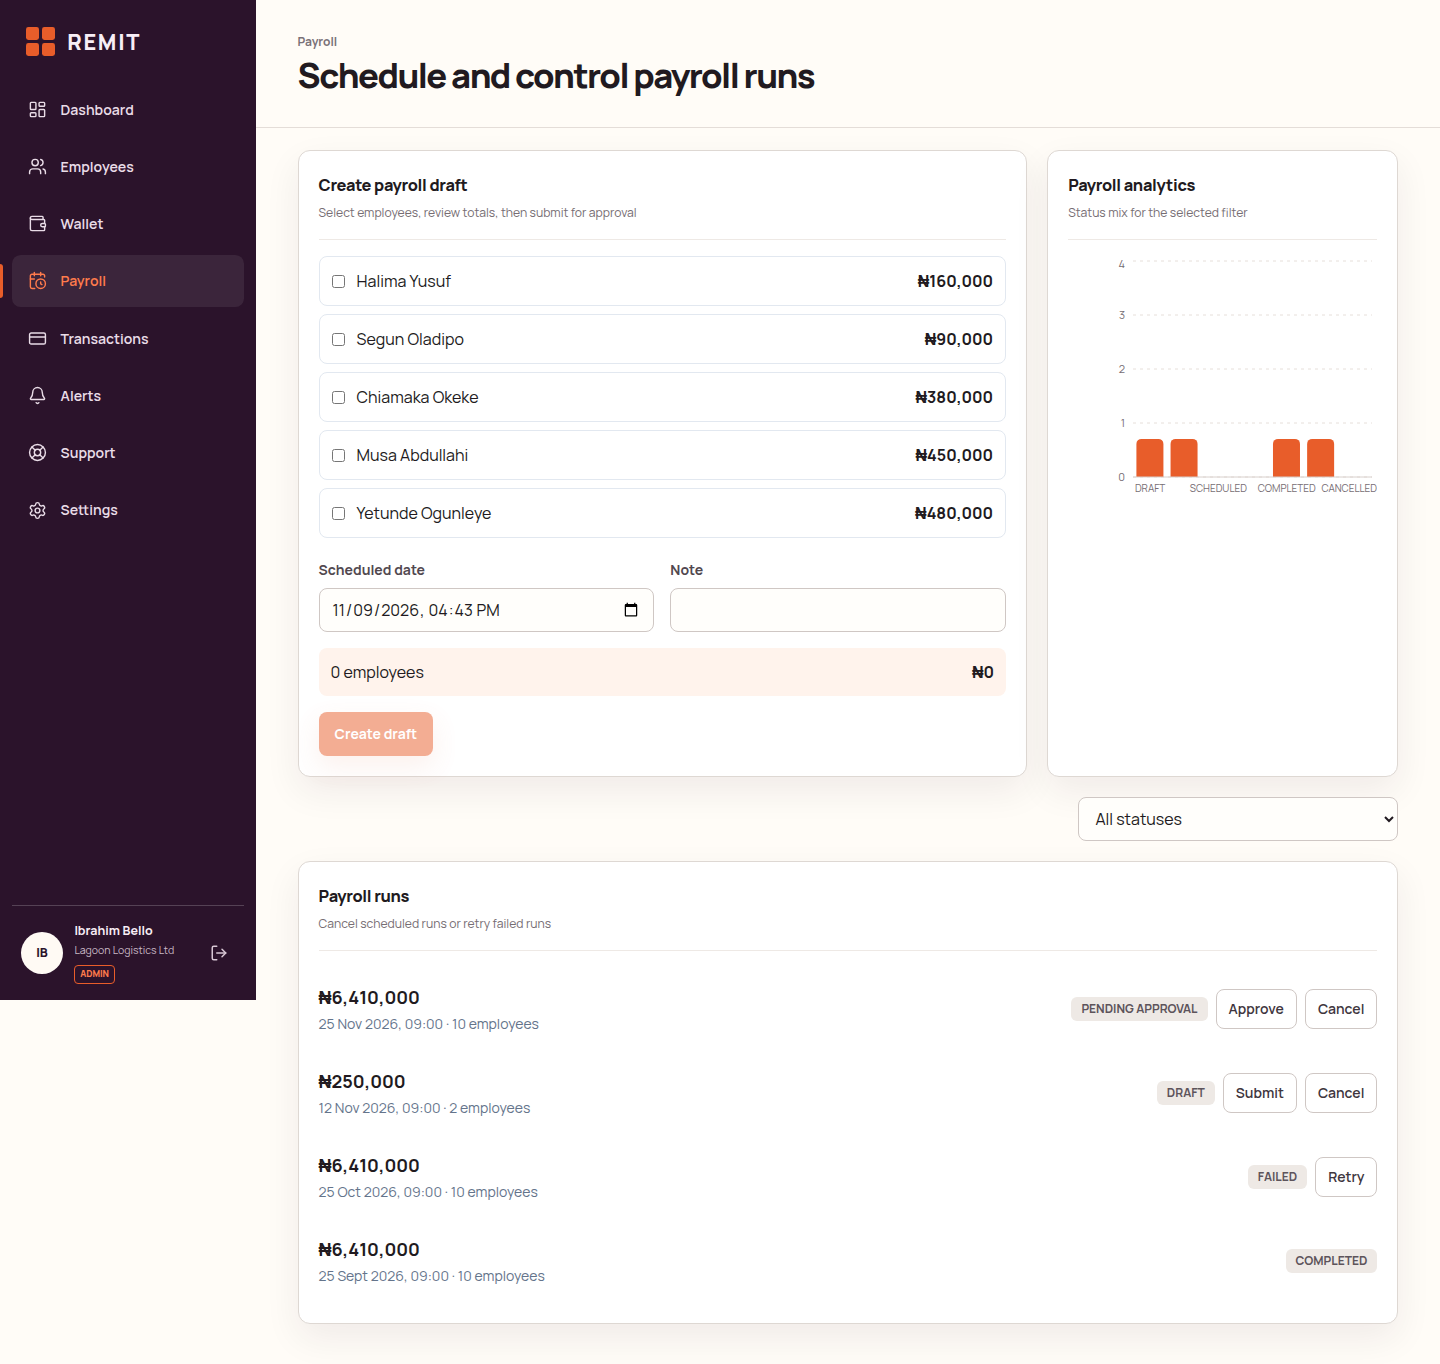 REMIT
Dashboard
Employees
Wallet
Payroll
Transactions
Alerts
Support
Settings
IB
Ibrahim Bello
Lagoon Logistics Ltd
ADMIN
Payroll
Schedule and control payroll runs
Create payroll draft
Select employees, review totals, then submit for approval
Halima Yusuf ₦160,000
Segun Oladipo ₦90,000
Chiamaka Okeke ₦380,000
Musa Abdullahi ₦450,000
Yetunde Ogunleye ₦480,000
Scheduled date Note
11/09/2026, 04:43 PM
0 employees ₦0
Create draft
Payroll analytics
Status mix for the selected filter
4
3
2
1
0
DRAFT SCHEDULED COMPLETED CANCELLED
All statuses
Payroll runs
Cancel scheduled runs or retry failed runs
₦6,410,000
25 Nov 2026, 09:00 · 10 employees
PENDING APPROVAL Approve Cancel
₦250,000
12 Nov 2026, 09:00 · 2 employees
DRAFT Submit Cancel
₦6,410,000
25 Oct 2026, 09:00 · 10 employees
FAILED Retry
₦6,410,000
25 Sept 2026, 09:00 · 10 employees
COMPLETED